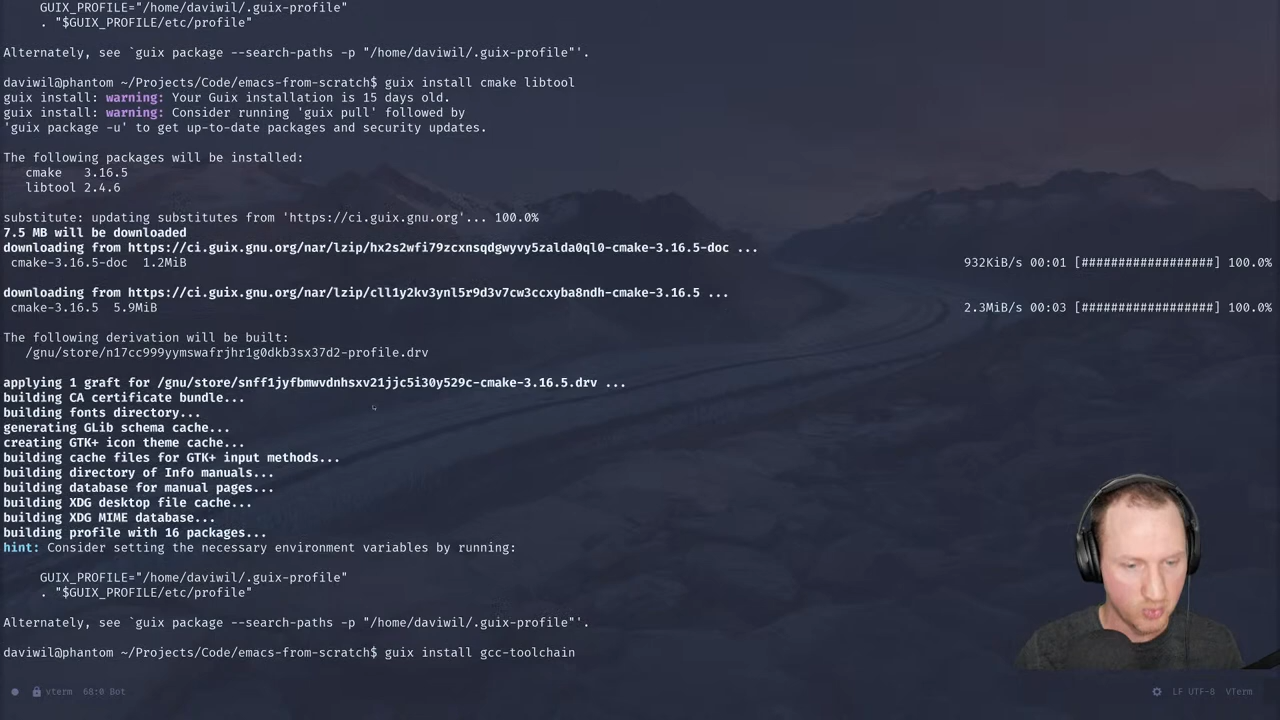 GUIX_PROFILE="/home/daviwil/.guix-profile"
. "$GUIX_PROFILE/etc/profile"
Alternately, see `guix package --search-paths -p "/home/daviwil/.guix-profile"'.
daviwil@phantom ~/Projects/Code/emacs-from-scratch$ guix install cmake libtool
guix install: warning: Your Guix installation is 15 days old.
guix install: warning: Consider running 'guix pull' followed by
'guix package -u' to get up-to-date packages and security updates.
The following packages will be installed:
cmake 3.16.5
libtool 2.4.6
substitute: updating substitutes from 'https://ci.guix.gnu.org'... 100.0%
7.5 MB will be downloaded
downloading from https://ci.guix.gnu.org/nar/lzip/hx2s2wfi79zcxnsqdgwyvy5zalda0ql0-cmake-3.16.5-doc ...
cmake-3.16.5-doc 1.2MiB 932KiB/s 00:01 [##################] 100.0%
downloading from https://ci.guix.gnu.org/nar/lzip/cll1y2kv3ynl5r9d3v7cw3ccxyba8ndh-cmake-3.16.5 ...
cmake-3.16.5 5.9MiB 2.3MiB/s 00:03 [##################] 100.0%
The following derivation will be built:
/gnu/store/n17cc999yymswafrjhr1g0dkb3sx37d2-profile.drv
applying 1 graft for /gnu/store/snff1jyfbmwvdnhsxv21jjc5i30y529c-cmake-3.16.5.drv ...
building CA certificate bundle...
building fonts directory...
generating GLib schema cache...
creating GTK+ icon theme cache...
building cache files for GTK+ input methods...
building directory of Info manuals...
building database for manual pages...
building XDG desktop file cache...
building XDG MIME database...
building profile with 16 packages...
hint: Consider setting the necessary environment variables by running:
GUIX_PROFILE="/home/daviwil/.guix-profile"
. "$GUIX_PROFILE/etc/profile"
Alternately, see `guix package --search-paths -p "/home/daviwil/.guix-profile"'.
daviwil@phantom ~/Projects/Code/emacs-from-scratch$ guix install gcc-toolchain
vterm 68:0 Bot LF UTF-8 VTerm